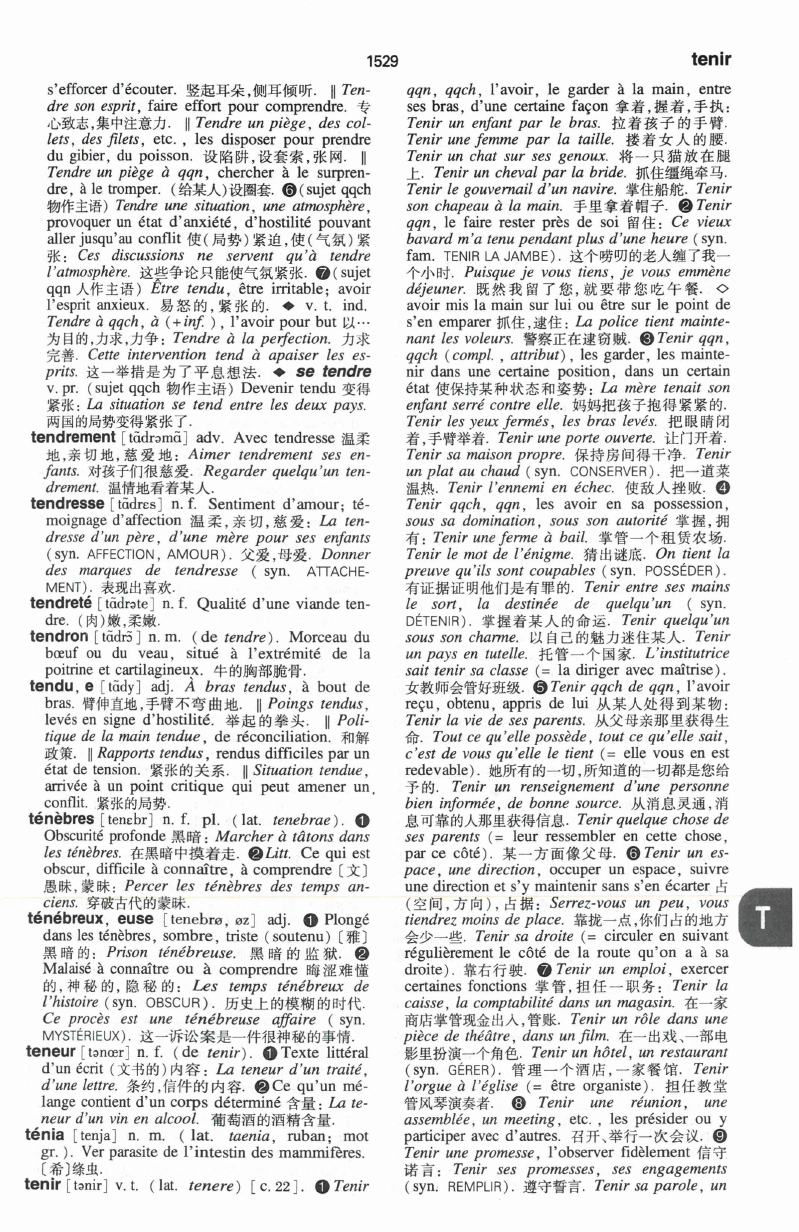 1529
tenir
s'efforcer d'écouter. 竖起耳朵,侧耳倾听. ‖ Ten-
dre son esprit, faire effort pour comprendre. 专
心致志,集中注意力. ‖ Tendre un piège, des col-
lets, des filets, etc., les disposer pour prendre
du gibier, du poisson. 设陷阱,设套索,张网. ‖
Tendre un piège à qqn, chercher à le surpren-
dre, à le tromper. (给某人)设圈套. ❻(sujet qqch
物作主语) Tendre une situation, une atmosphère,
provoquer un état d'anxiété, d'hostilité pouvant
aller jusqu'au conflit 使(局势)紧迫,使(气氛)紧
张: Ces discussions ne servent qu'à tendre
l'atmosphère. 这些争论只能使气氛紧张. ❼(sujet
qqn 人作主语) Être tendu, être irritable; avoir
l'esprit anxieux. 易怒的,紧张的. ◆ v. t. ind.
Tendre à qqch, à (+inf.), l'avoir pour but 以…
为目的,力求,力争: Tendre à la perfection. 力求
完善. Cette intervention tend à apaiser les es-
prits. 这一举措是为了平息想法. ◆ se tendre
v. pr. (sujet qqch 物作主语) Devenir tendu 变得
紧张: La situation se tend entre les deux pays.
两国的局势变得紧张了.
tendrement [tɑ̃drəmɑ̃] adv. Avec tendresse 温柔
地,亲切地,慈爱地: Aimer tendrement ses en-
fants. 对孩子们很慈爱. Regarder quelqu'un ten-
drement. 温情地看着某人.
tendresse [tɑ̃drɛs] n. f. Sentiment d'amour; té-
moignage d'affection 温柔,亲切,慈爱: La ten-
dresse d'un père, d'une mère pour ses enfants
(syn. AFFECTION, AMOUR). 父爱,母爱. Donner
des marques de tendresse ( syn. ATTACHE-
MENT). 表现出喜欢.
tendreté [tɑ̃drəte] n. f. Qualité d'une viande ten-
dre. (肉)嫩,柔嫩.
tendron [tɑ̃drɔ̃] n. m. (de tendre). Morceau du
bœuf ou du veau, situé à l'extrémité de la
poitrine et cartilagineux. 牛的胸部脆骨.
tendu, e [tɑ̃dy] adj. À bras tendus, à bout de
bras. 臂伸直地,手臂不弯曲地. ‖ Poings tendus,
levés en signe d'hostilité. 举起的拳头. ‖ Poli-
tique de la main tendue, de réconciliation. 和解
政策. ‖ Rapports tendus, rendus difficiles par un
état de tension. 紧张的关系. ‖ Situation tendue,
arrivée à un point critique qui peut amener un
conflit. 紧张的局势.
ténèbres [tenɛbr] n. f. pl. (lat. tenebrae). ❶
Obscurité profonde 黑暗: Marcher à tâtons dans
les ténèbres. 在黑暗中摸着走. ❷Litt. Ce qui est
obscur, difficile à connaître, à comprendre [文]
愚昧,蒙昧: Percer les ténèbres des temps an-
ciens. 穿破古代的蒙昧.
ténébreux, euse [tenebrø, øz] adj. ❶ Plongé
dans les ténèbres, sombre, triste (soutenu) [雅]
黑暗的: Prison ténébreuse. 黑暗的监狱. ❷
Malaisé à connaître ou à comprendre 晦涩难懂
的,神秘的,隐秘的: Les temps ténébreux de
l'histoire (syn. OBSCUR). 历史上的模糊的时代.
Ce procès est une ténébreuse affaire ( syn.
MYSTÉRIEUX). 这一诉讼案是一件很神秘的事情.
teneur [tənœr] n. f. (de tenir). ❶Texte littéral
d'un écrit (文书的)内容: La teneur d'un traité,
d'une lettre. 条约,信件的内容. ❷Ce qu'un mé-
lange contient d'un corps déterminé 含量: La te-
neur d'un vin en alcool. 葡萄酒的酒精含量.
ténia [tenja] n. m. ( lat. taenia, ruban; mot
gr.). Ver parasite de l'intestin des mammifères.
[希]绦虫.
tenir [tənir] v. t. (lat. tenere) [c. 22]. ❶ Tenir
qqn, qqch, l'avoir, le garder à la main, entre
ses bras, d'une certaine façon 拿着,握着,手执:
Tenir un enfant par le bras. 拉着孩子的手臂.
Tenir une femme par la taille. 搂着女人的腰.
Tenir un chat sur ses genoux. 将一只猫放在腿
上. Tenir un cheval par la bride. 抓住缰绳牵马.
Tenir le gouvernail d'un navire. 掌住船舵. Tenir
son chapeau à la main. 手里拿着帽子. ❷Tenir
qqn, le faire rester près de soi 留住: Ce vieux
bavard m'a tenu pendant plus d'une heure (syn.
fam. TENIR LA JAMBE). 这个唠叨的老人缠了我一
个小时. Puisque je vous tiens, je vous emmène
déjeuner. 既然我留了您,就要带您吃午餐. ◇
avoir mis la main sur lui ou être sur le point de
s'en emparer 抓住,逮住: La police tient mainte-
nant les voleurs. 警察正在逮窃贼. ❸Tenir qqn,
qqch (compl., attribut), les garder, les mainte-
nir dans une certaine position, dans un certain
état 使保持某种状态和姿势: La mère tenait son
enfant serré contre elle. 妈妈把孩子抱得紧紧的.
Tenir les yeux fermés, les bras levés. 把眼睛闭
着,手臂举着. Tenir une porte ouverte. 让门开着.
Tenir sa maison propre. 保持房间得干净. Tenir
un plat au chaud (syn. CONSERVER). 把一道菜
温热. Tenir l'ennemi en échec. 使敌人挫败. ❹
Tenir qqch, qqn, les avoir en sa possession,
sous sa domination, sous son autorité 掌握,拥
有: Tenir une ferme à bail. 掌管一个租赁农场.
Tenir le mot de l'énigme. 猜出谜底. On tient la
preuve qu'ils sont coupables (syn. POSSÉDER).
有证据证明他们是有罪的. Tenir entre ses mains
le sort, la destinée de quelqu'un ( syn.
DÉTENIR). 掌握着某人的命运. Tenir quelqu'un
sous son charme. 以自己的魅力迷住某人. Tenir
un pays en tutelle. 托管一个国家. L'institutrice
sait tenir sa classe (= la diriger avec maîtrise).
女教师会管好班级. ❺Tenir qqch de qqn, l'avoir
reçu, obtenu, appris de lui 从某人处得到某物:
Tenir la vie de ses parents. 从父母亲那里获得生
命. Tout ce qu'elle possède, tout ce qu'elle sait,
c'est de vous qu'elle le tient (= elle vous en est
redevable). 她所有的一切,所知道的一切都是您给
予的. Tenir un renseignement d'une personne
bien informée, de bonne source. 从消息灵通,消
息可靠的人那里获得信息. Tenir quelque chose de
ses parents (= leur ressembler en cette chose,
par ce côté). 某一方面像父母. ❻Tenir un es-
pace, une direction, occuper un espace, suivre
une direction et s'y maintenir sans s'en écarter 占
(空间,方向),占据: Serrez-vous un peu, vous
tiendrez moins de place. 靠拢一点,你们占的地方
会少一些. Tenir sa droite (= circuler en suivant
régulièrement le côté de la route qu'on a à sa
droite). 靠右行驶. ❼Tenir un emploi, exercer
certaines fonctions 掌管,担任一职务: Tenir la
caisse, la comptabilité dans un magasin. 在一家
商店掌管现金出入,管账. Tenir un rôle dans une
pièce de théâtre, dans un film. 在一出戏、一部电
影里扮演一个角色. Tenir un hôtel, un restaurant
(syn. GÉRER). 管理一个酒店,一家餐馆. Tenir
l'orgue à l'église (= être organiste). 担任教堂
管风琴演奏者. ❽ Tenir une réunion, une
assemblée, un meeting, etc., les présider ou y
participer avec d'autres. 召开、举行一次会议. ❾
Tenir une promesse, l'observer fidèlement 信守
诺言: Tenir ses promesses, ses engagements
(syn. REMPLIR). 遵守誓言. Tenir sa parole, un
T